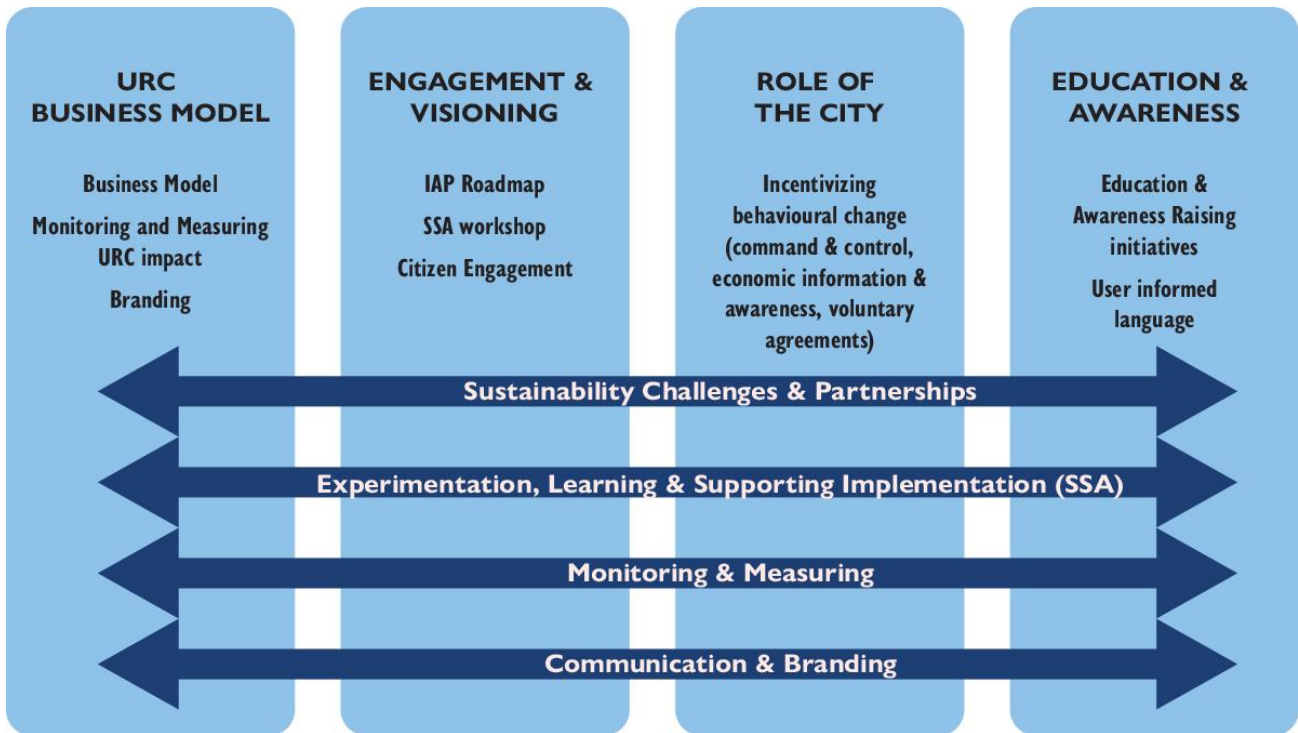 URC
BUSINESS MODEL
Business Model
Monitoring and Measuring
URC impact
Branding
ENGAGEMENT &
VISIONING
IAP Roadmap
SSA workshop
Citizen Engagement
ROLE OF
THE CITY
Incentivizing
behavioural change
(command & control,
economic information &
awareness, voluntary
agreements)
EDUCATION &
AWARENESS
Education &
Awareness Raising
initiatives
User informed
language
Sustainability Challenges & Partnerships
Experimentation, Learning & Supporting Implementation (SSA)
Monitoring & Measuring
Communication & Branding